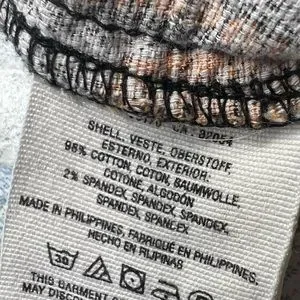 SHELL, VESTE, OBERSTOFF,
ESTERNO, EXTERIOR:
98% COTTON, COTON, BAUMWOLLE,
COTONE, ALGODÓN
2% SPANDEX, SPANDEX, SPANDEX,
SPANDEX, SPANDEX
MADE IN PHILIPPINES, FABRIQUÉ EN PHILIPPINES,
HECHO EN FILIPINAS
30
THIS GARMENT
MAY DISCOLOR